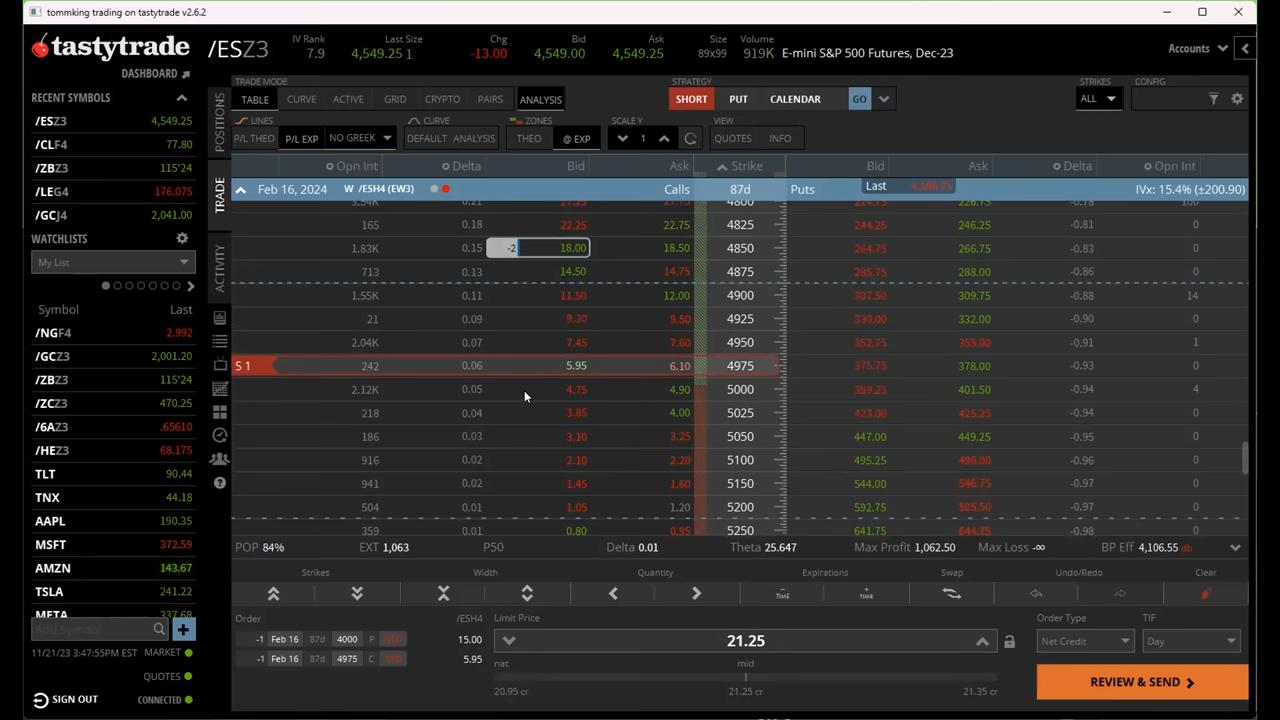 tommking trading on tastytrade v2.6.2
tastytrade
DASHBOARD
/ESZ3
IV Rank Last Size Chg Bid Ask Size Volume
7.9 4,549.25 1 -13.00 4,549.00 4,549.25 89x99 919K E-mini S&P 500 Futures, Dec-23
Accounts
TRADE MODE STRATEGY STRIKES CONFIG
TABLE CURVE ACTIVE GRID CRYPTO PAIRS ANALYSIS SHORT PUT CALENDAR GO ALL
LINES CURVE ZONES SCALE Y VIEW
P/L THEO P/L EXP NO GREEK DEFAULT ANALYSIS THEO @ EXP 1 QUOTES INFO
RECENT SYMBOLS
/ESZ3 4,549.25
/CLF4 77.80
/ZBZ3 115'24
/LEG4 176.075
/GCJ4 2,041.00
WATCHLISTS
My List
Symbol Last
/NGF4 2.992
/GCZ3 2,001.20
/ZBZ3 115'24
/ZCZ3 470.25
/6AZ3 .65610
/HEZ3 68.175
TLT 90.44
TNX 44.18
AAPL 190.35
MSFT 372.59
AMZN 143.67
TSLA 241.22
META 337.68
Add Symbol
11/21/23 3:47:55PM EST MARKET
QUOTES
SIGN OUT CONNECTED
POSITIONS
TRADE
ACTIVITY
Opn Int Delta Bid Ask Strike Bid Ask Delta Opn Int
Feb 16, 2024 W /ESH4 (EW3) Calls 87d Puts Last IVx: 15.4% (±200.90)
3.54K 0.21 27.25 4800 224.75 226.75 -0.78 100
165 0.18 22.25 22.75 4825 244.25 246.25 -0.81 0
1.83K 0.15 -2 18.00 18.50 4850 264.75 266.75 -0.83 0
713 0.13 14.50 14.75 4875 285.75 288.00 -0.86 0
1.55K 0.11 11.50 12.00 4900 307.50 309.75 -0.88 14
21 0.09 9.30 9.50 4925 330.00 332.00 -0.90 0
2.04K 0.07 7.45 7.60 4950 352.75 355.00 -0.91 1
S 1 242 0.06 5.95 6.10 4975 375.75 378.00 -0.93 0
2.12K 0.05 4.75 4.90 5000 399.25 401.50 -0.94 4
218 0.04 3.85 4.00 5025 423.00 425.25 -0.94 0
186 0.03 3.10 3.25 5050 447.00 449.25 -0.95 0
916 0.02 2.10 2.20 5100 495.25 498.00 -0.96 0
941 0.02 1.45 1.60 5150 544.00 546.75 -0.97 0
504 0.01 1.05 1.20 5200 592.75 595.50 -0.98 0
359 0.01 0.80 0.95 5250 641.75 644.75 -0.98 0
POP 84% EXT 1,063 P50 Delta 0.01 Theta 25.647 Max Profit 1,062.50 Max Loss -∞ BP Eff 4,106.55 db
Strikes Width Quantity Expirations Swap Undo/Redo Clear
TIME TIME
Order /ESH4 Limit Price Order Type TIF
-1 Feb 16 87d 4000 P STO 15.00 21.25 Net Credit Day
-1 Feb 16 87d 4975 C STO 5.95
nat mid
20.95 cr 21.25 cr 21.35 cr
REVIEW & SEND